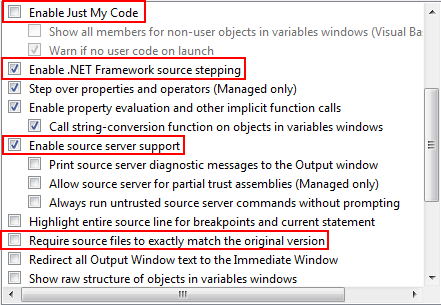 Enable Just My Code
Show all members for non-user objects in variables windows (Visual Bas
Warn if no user code on launch
Enable .NET Framework source stepping
Step over properties and operators (Managed only)
Enable property evaluation and other implicit function calls
Call string-conversion function on objects in variables windows
Enable source server support
Print source server diagnostic messages to the Output window
Allow source server for partial trust assemblies (Managed only)
Always run untrusted source server commands without prompting
Highlight entire source line for breakpoints and current statement
Require source files to exactly match the original version
Redirect all Output Window text to the Immediate Window
Show raw structure of objects in variables windows